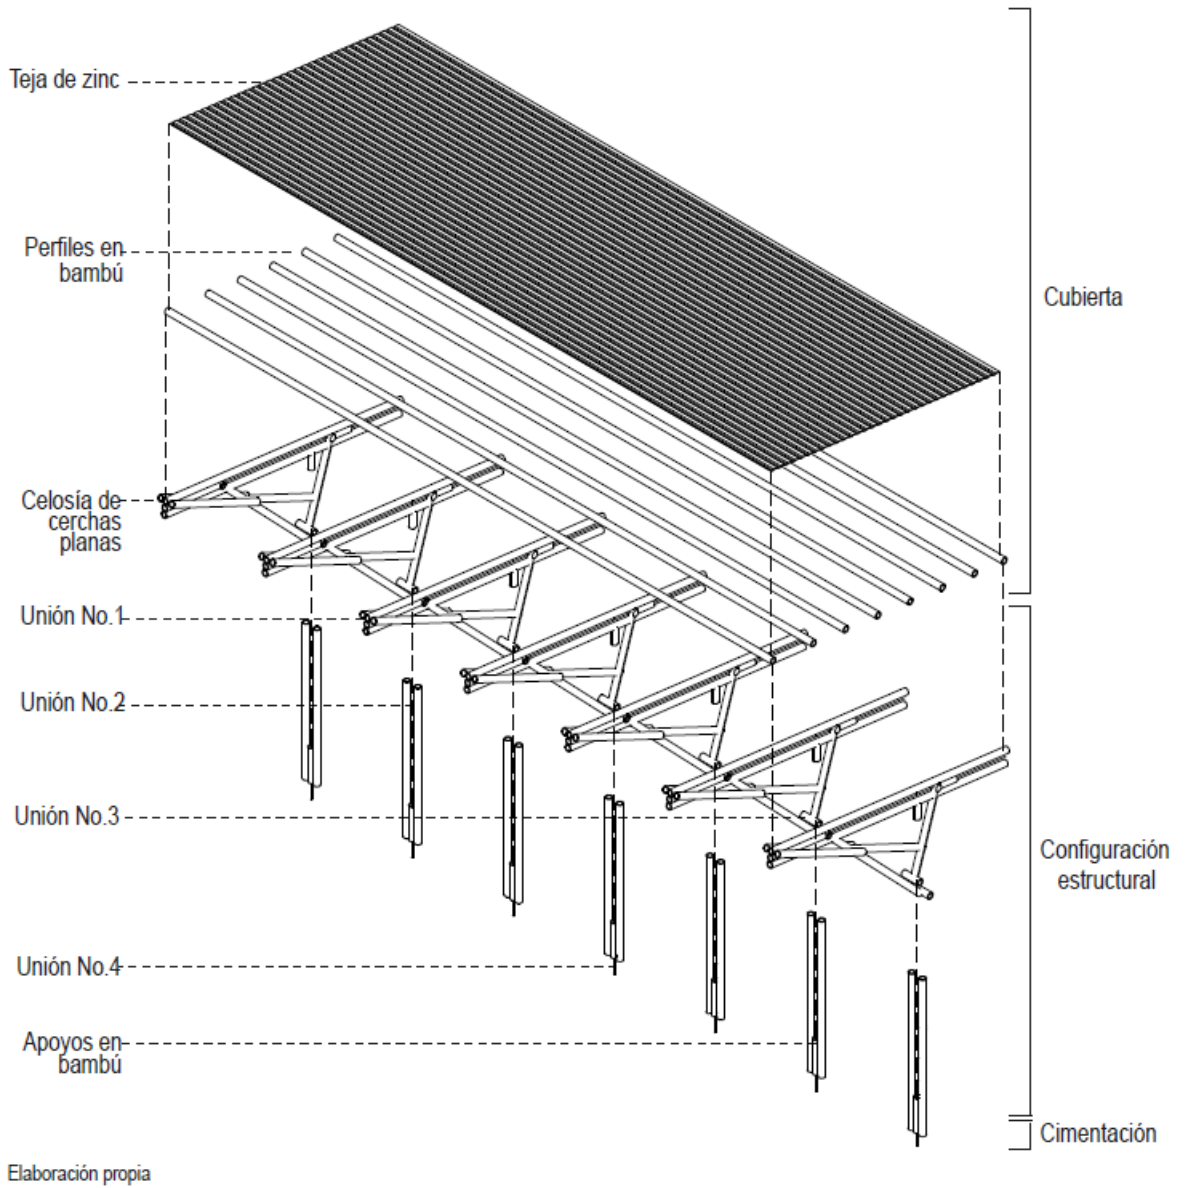 Teja de zinc
Perfiles en
bambú
Cubierta
Celosía de
cerchas
planas
Unión No.1
Unión No.2
Unión No.3
Configuración
estructural
Unión No.4
Apoyos en
bambú
Cimentación
Elaboración propia